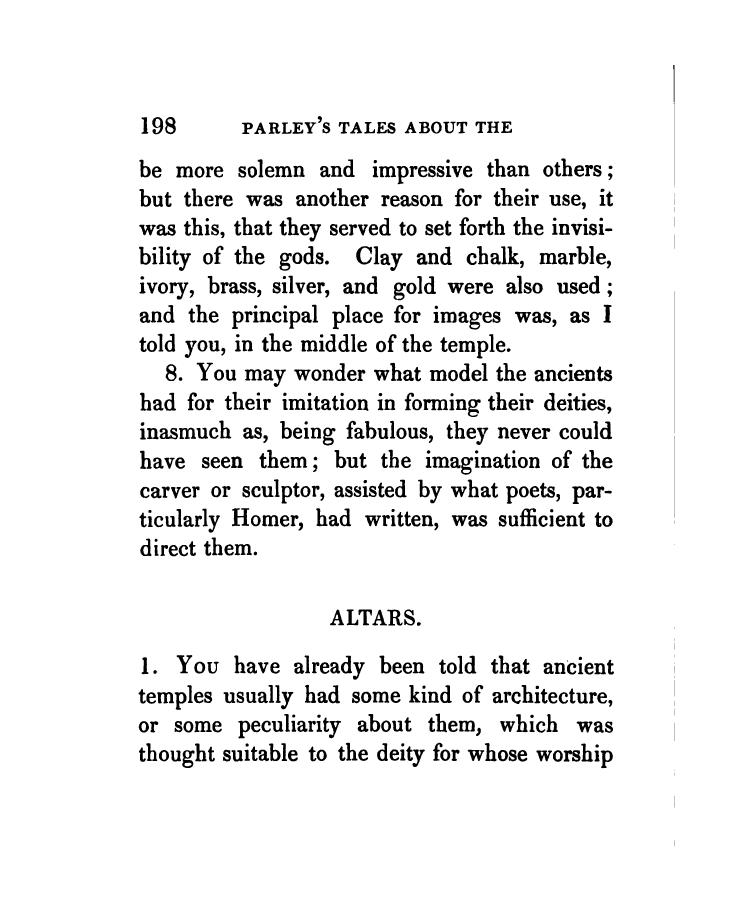 198 PARLEY'S TALES ABOUT THE
be more solemn and impressive than others ;
but there was another reason for their use, it
was this, that they served to set forth the invisi-
bility of the gods. Clay and chalk, marble,
ivory, brass, silver, and gold were also used ;
and the principal place for images was, as I
told you, in the middle of the temple.
8. You may wonder what model the ancients
had for their imitation in forming their deities,
inasmuch as, being fabulous, they never could
have seen them ; but the imagination of the
carver or sculptor, assisted by what poets, par-
ticularly Homer, had written, was sufficient to
direct them.
ALTARS.
1. You have already been told that ancient
temples usually had some kind of architecture,
or some peculiarity about them, which was
thought suitable to the deity for whose worship